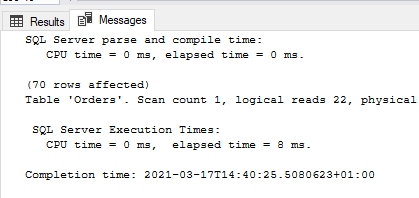 Results Messages
SQL Server parse and compile time:
CPU time = 0 ms, elapsed time = 0 ms.
(70 rows affected)
Table 'Orders'. Scan count 1, logical reads 22, physical
SQL Server Execution Times:
CPU time = 0 ms, elapsed time = 8 ms.
Completion time: 2021-03-17T14:40:25.5080623+01:00